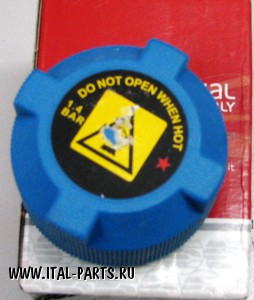 DO NOT OPEN WHEN HOT
1.4
BAR
WWW.ITAL-PARTS.RU